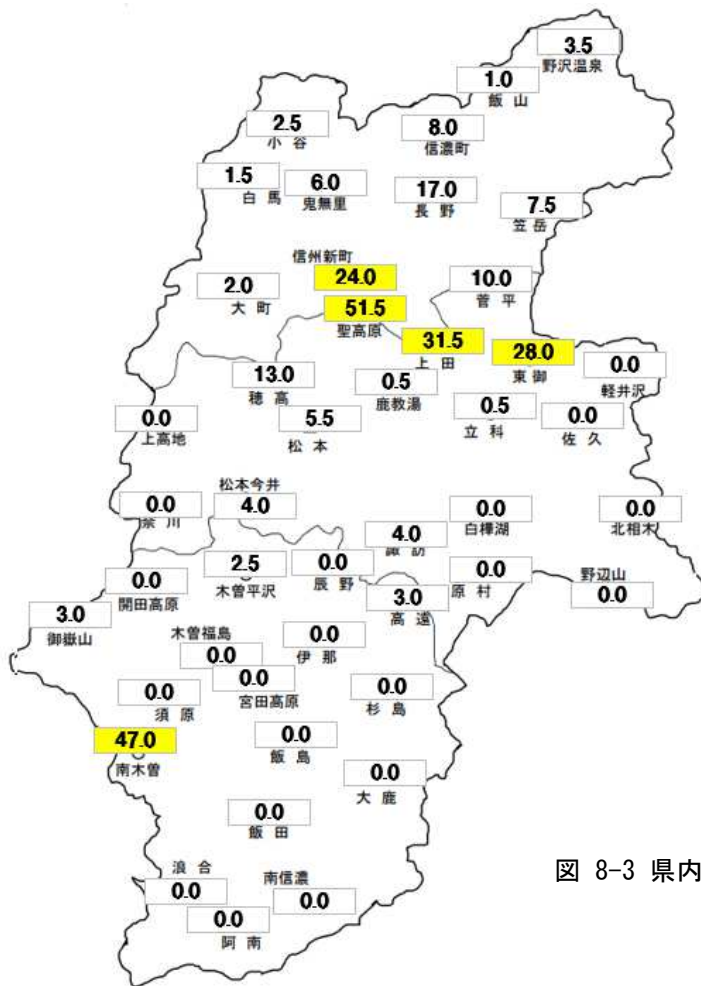 3.5
野沢温泉
1.0
飯山
2.5
小谷
8.0
信濃町
1.5
白馬
6.0
鬼無里
17.0
長野
7.5
笠岳
信州新町
24.0
2.0
大町
10.0
菅平
51.5
聖高原
31.5
上田
28.0
東御
0.0
軽井沢
13.0
穂高
0.5
鹿教湯
0.5
立科
0.0
佐久
0.0
上高地
5.5
松本
0.0
奈川
松本今井
4.0
0.0
白樺湖
0.0
北相木
4.0
諏訪
2.5
木曽平沢
0.0
辰野
0.0
原村
野辺山
0.0
0.0
開田高原
3.0
御嶽山
3.0
高遠
木曽福島
0.0
0.0
伊那
0.0
宮田高原
0.0
須原
0.0
杉島
47.0
南木曽
0.0
飯島
0.0
大鹿
0.0
飯田
浪合
0.0
南信濃
0.0
0.0
阿南
図 8-3 県内